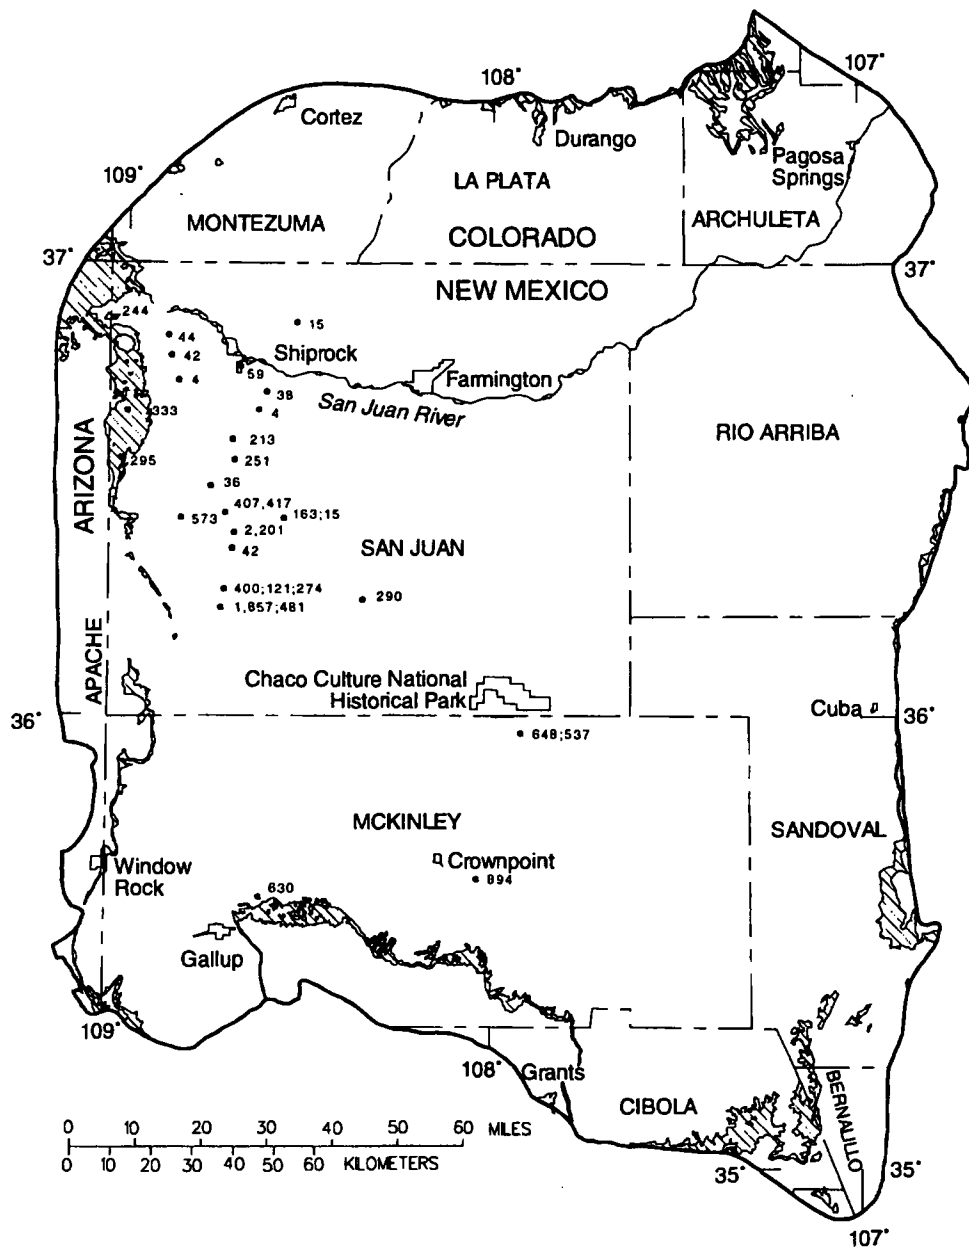 107°
108°
Cortez
Durango
Pagosa
Springs
109°
LA PLATA
MONTEZUMA
ARCHULETA
COLORADO
37°
37°
NEW MEXICO
244
15
44
Shiprock
42
59
4
Farmington
38
San Juan River
333
4
RIO ARRIBA
213
ARIZONA
295
251
36
407,417
573
163;15
2,201
42
SAN JUAN
400;121;274
290
1,857;481
APACHE
Chaco Culture National
Historical Park
36°
Cuba
36°
648;537
MCKINLEY
SANDOVAL
Window
Rock
Crownpoint
894
630
Gallup
109°
108°
Grants
CIBOLA
BERNALILLO
0 10 20 30 40 50 60 MILES
0 10 20 30 40 50 60 KILOMETERS
35°
35°
107°